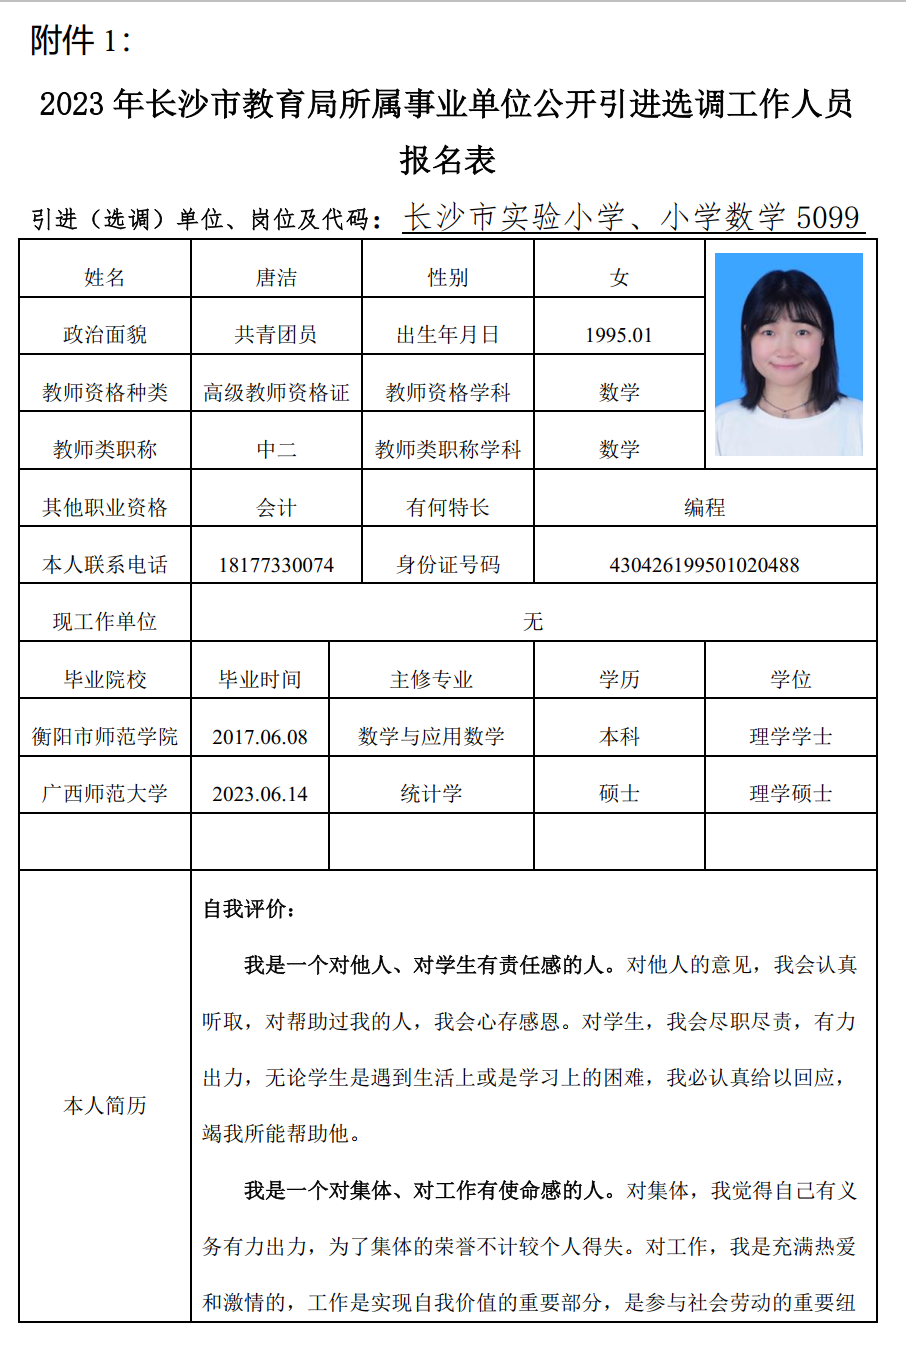 附件 1：
2023 年长沙市教育局所属事业单位公开引进选调工作人员
报名表
引进（选调）单位、岗位及代码：长沙市实验小学、小学数学 5099
姓名 唐洁 性别 女
政治面貌 共青团员 出生年月日 1995.01
教师资格种类 高级教师资格证 教师资格学科 数学
教师类职称 中二 教师类职称学科 数学
其他职业资格 会计 有何特长 编程
本人联系电话 18177330074 身份证号码 430426199501020488
现工作单位 无
毕业院校 毕业时间 主修专业 学历 学位
衡阳市师范学院 2017.06.08 数学与应用数学 本科 理学学士
广西师范大学 2023.06.14 统计学 硕士 理学硕士
本人简历
自我评价：
我是一个对他人、对学生有责任感的人。对他人的意见，我会认真
听取，对帮助过我的人，我会心存感恩。对学生，我会尽职尽责，有力
出力，无论学生是遇到生活上或是学习上的困难，我必认真给以回应，
竭我所能帮助他。
我是一个对集体、对工作有使命感的人。对集体，我觉得自己有义
务有力出力，为了集体的荣誉不计较个人得失。对工作，我是充满热爱
和激情的，工作是实现自我价值的重要部分，是参与社会劳动的重要纽